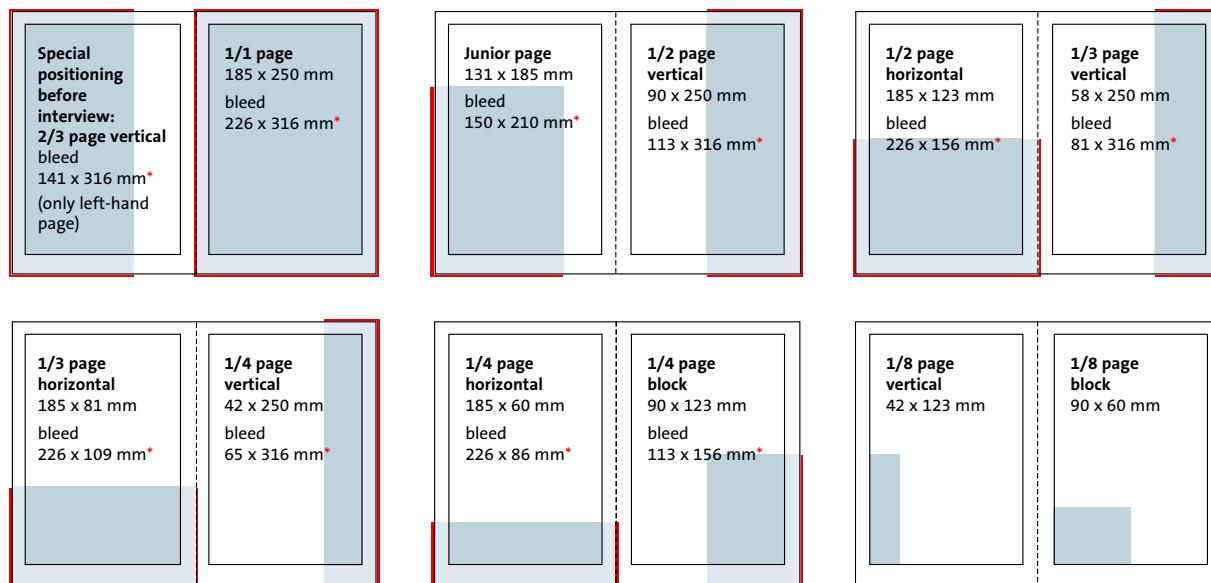 Special
positioning
before
interview:
2/3 page vertical
bleed
141 x 316 mm*
(only left-hand
page)
1/1 page
185 x 250 mm
bleed
226 x 316 mm*
Junior page
131 x 185 mm
bleed
150 x 210 mm*
1/2 page
vertical
90 x 250 mm
bleed
113 x 316 mm*
1/2 page
horizontal
185 x 123 mm
bleed
226 x 156 mm*
1/3 page
vertical
58 x 250 mm
bleed
81 x 316 mm*
1/3 page
horizontal
185 x 81 mm
bleed
226 x 109 mm*
1/4 page
vertical
42 x 250 mm
bleed
65 x 316 mm*
1/4 page
horizontal
185 x 60 mm
bleed
226 x 86 mm*
1/4 page
block
90 x 123 mm
bleed
113 x 156 mm*
1/8 page
vertical
42 x 123 mm
1/8 page
block
90 x 60 mm